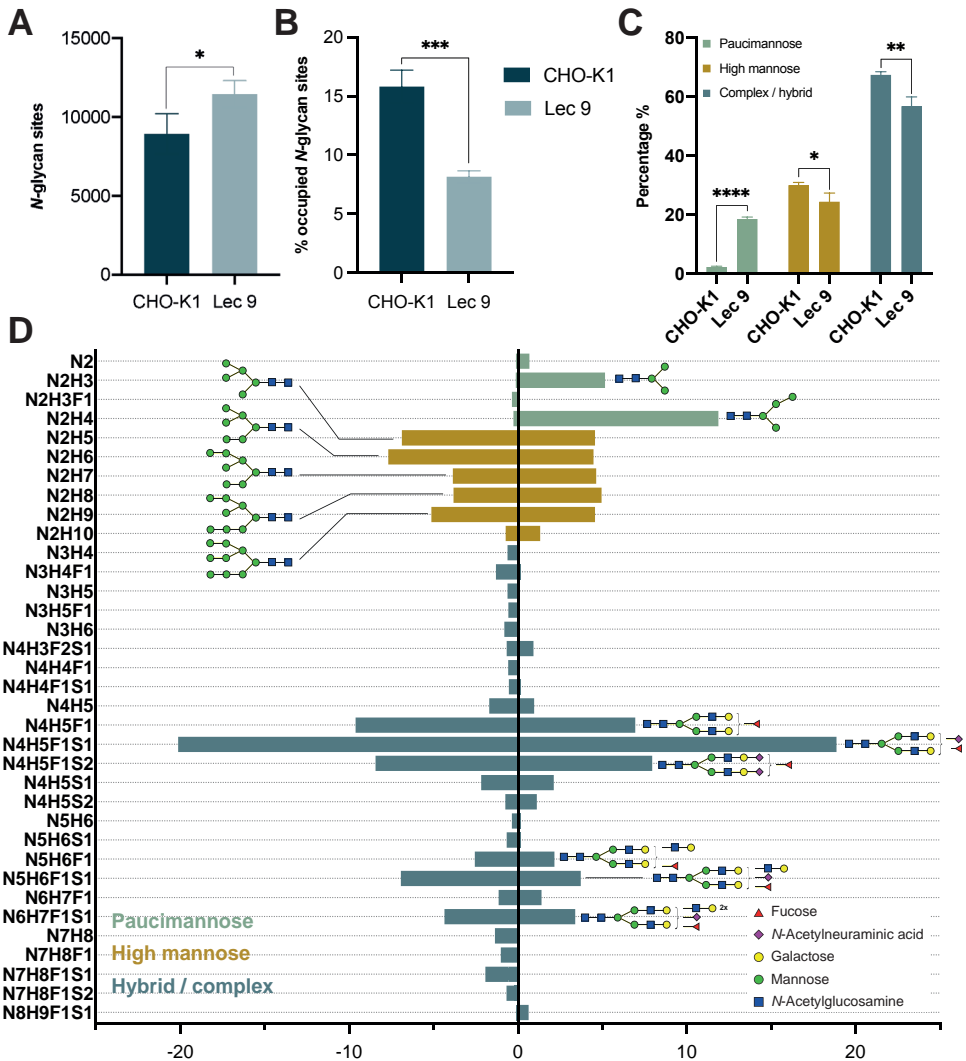 A
N-glycan sites
15000
10000
5000
0
*
CHO-K1 Lec 9
B
% occupied N-glycan sites
20
15
10
5
0
***
CHO-K1 Lec 9
CHO-K1
Lec 9
C
Percentage %
80
60
40
20
0
Paucimannose
High mannose
Complex / hybrid
****
*
**
CHO-K1
Lec 9
CHO-K1
Lec 9
CHO-K1
Lec 9
D
N2
N2H3
N2H3F1
N2H4
N2H5
N2H6
N2H7
N2H8
N2H9
N2H10
N3H4
N3H4F1
N3H5
N3H5F1
N3H6
N4H3F2S1
N4H4F1
N4H4F1S1
N4H5
N4H5F1
N4H5F1S1
N4H5F1S2
N4H5S1
N4H5S2
N5H6
N5H6S1
N5H6F1
N5H6F1S1
N6H7F1
N6H7F1S1
N7H8
N7H8F1
N7H8F1S1
N7H8F1S2
N8H9F1S1
2x
Paucimannose
High mannose
Hybrid / complex
Fucose
N-Acetylneuraminic acid
Galactose
Mannose
N-Acetylglucosamine
-20 -10 0 10 20